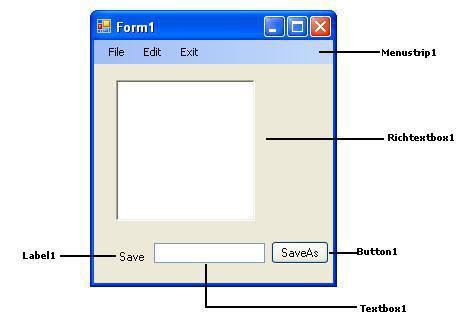 Form1
File Edit Exit
Menustrip1
Richtextbox1
Label1
Save
SaveAs
Button1
Textbox1